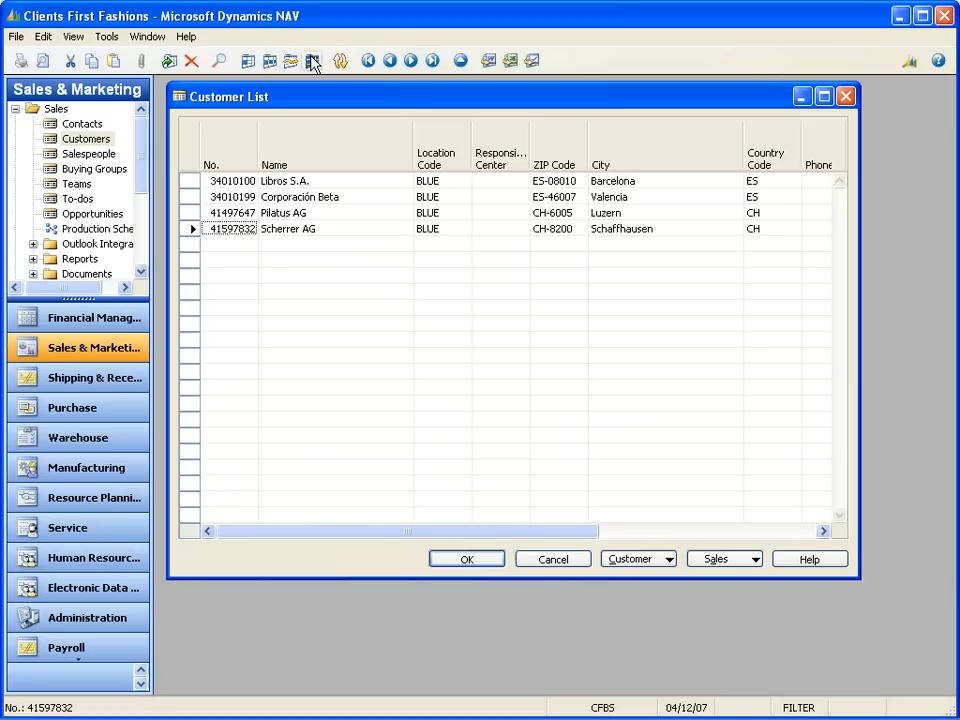 Clients First Fashions - Microsoft Dynamics NAV
File Edit View Tools Window Help
Sales & Marketing
Sales
Contacts
Customers
Salespeople
Buying Groups
Teams
To-dos
Opportunities
Production Sche
Outlook Integra
Reports
Documents
Financial Manag...
Sales & Marketi...
Shipping & Rece...
Purchase
Warehouse
Manufacturing
Resource Planni...
Service
Human Resourc...
Electronic Data ...
Administration
Payroll
Customer List
No. Name Location Code Responsi... Center ZIP Code City Country Code Phone
34010100 Libros S.A. BLUE ES-08010 Barcelona ES
34010199 Corporación Beta BLUE ES-46007 Valencia ES
41497647 Pilatus AG BLUE CH-6005 Luzern CH
41597832 Scherrer AG BLUE CH-8200 Schaffhausen CH
OK Cancel Customer Sales Help
No.: 41597832 CFBS 04/12/07 FILTER